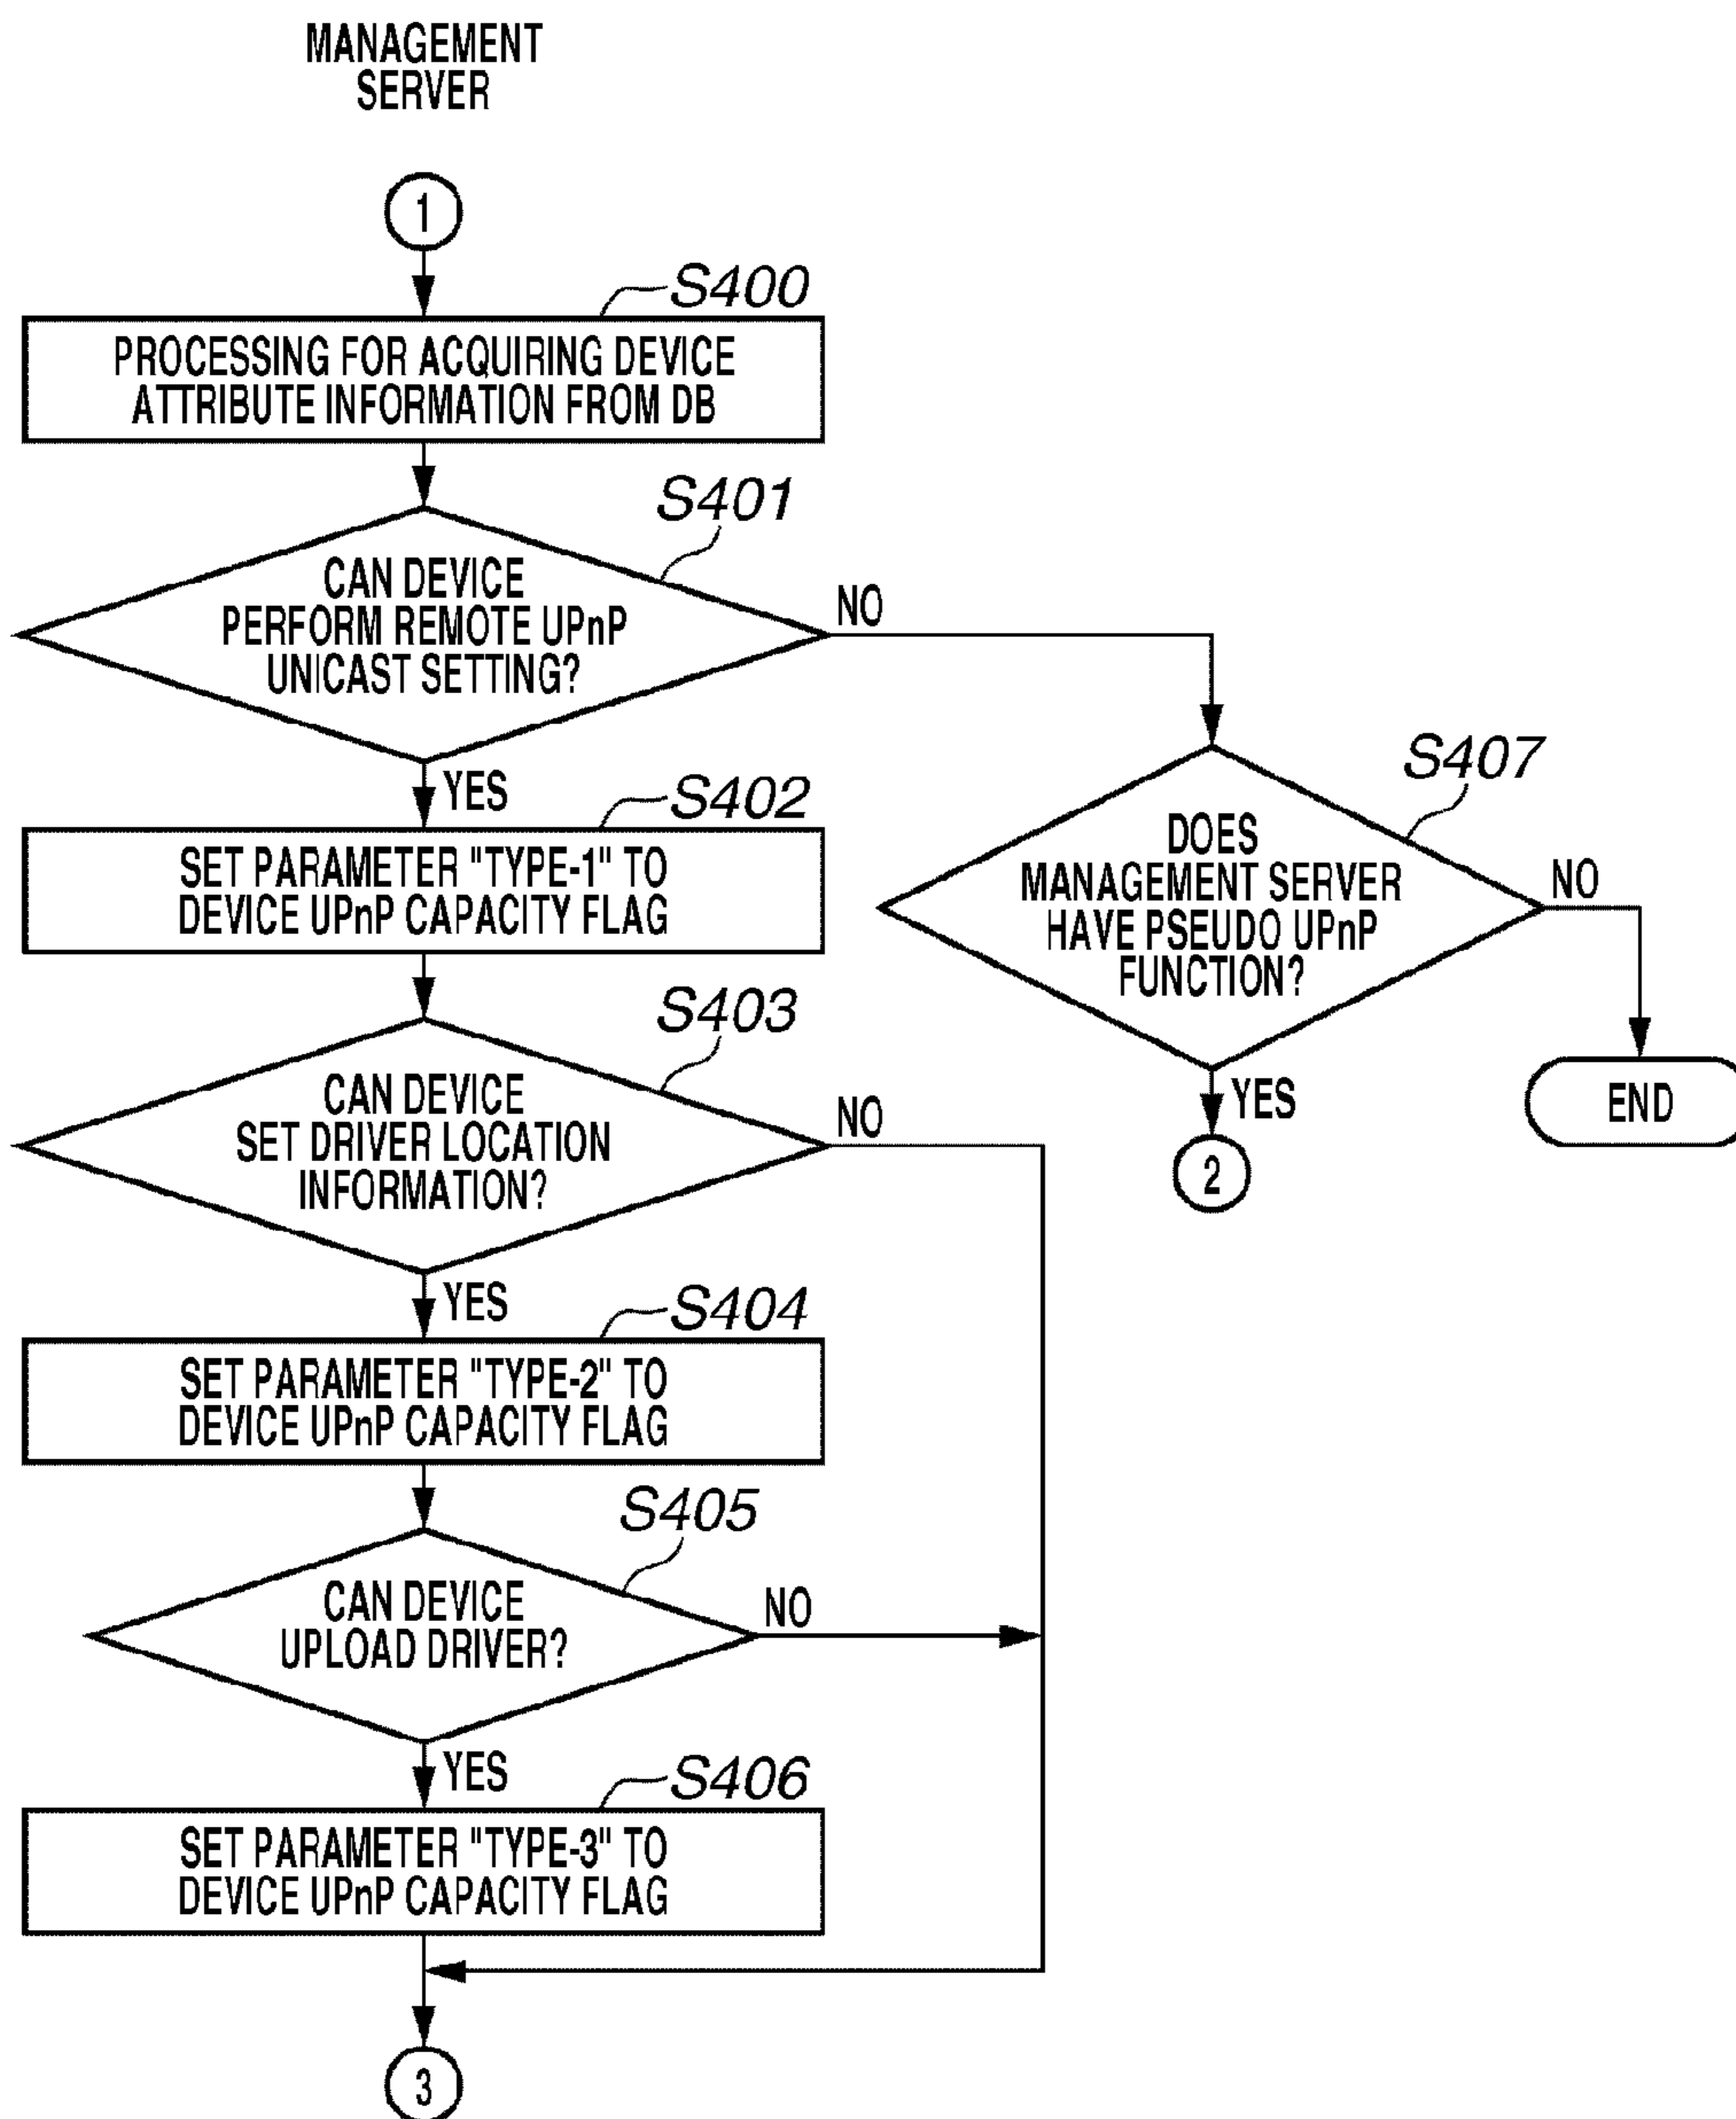 MANAGEMENT
SERVER
1
S400
PROCESSING FOR ACQUIRING DEVICE
ATTRIBUTE INFORMATION FROM DB
S401
CAN DEVICE
PERFORM REMOTE UPnP
UNICAST SETTING?
NO
YES
S402
SET PARAMETER "TYPE-1" TO
DEVICE UPnP CAPACITY FLAG
S407
DOES
MANAGEMENT SERVER
HAVE PSEUDO UPnP
FUNCTION?
NO
YES
END
2
S403
CAN DEVICE
SET DRIVER LOCATION
INFORMATION?
NO
YES
S404
SET PARAMETER "TYPE-2" TO
DEVICE UPnP CAPACITY FLAG
S405
CAN DEVICE
UPLOAD DRIVER?
NO
YES
S406
SET PARAMETER "TYPE-3" TO
DEVICE UPnP CAPACITY FLAG
3